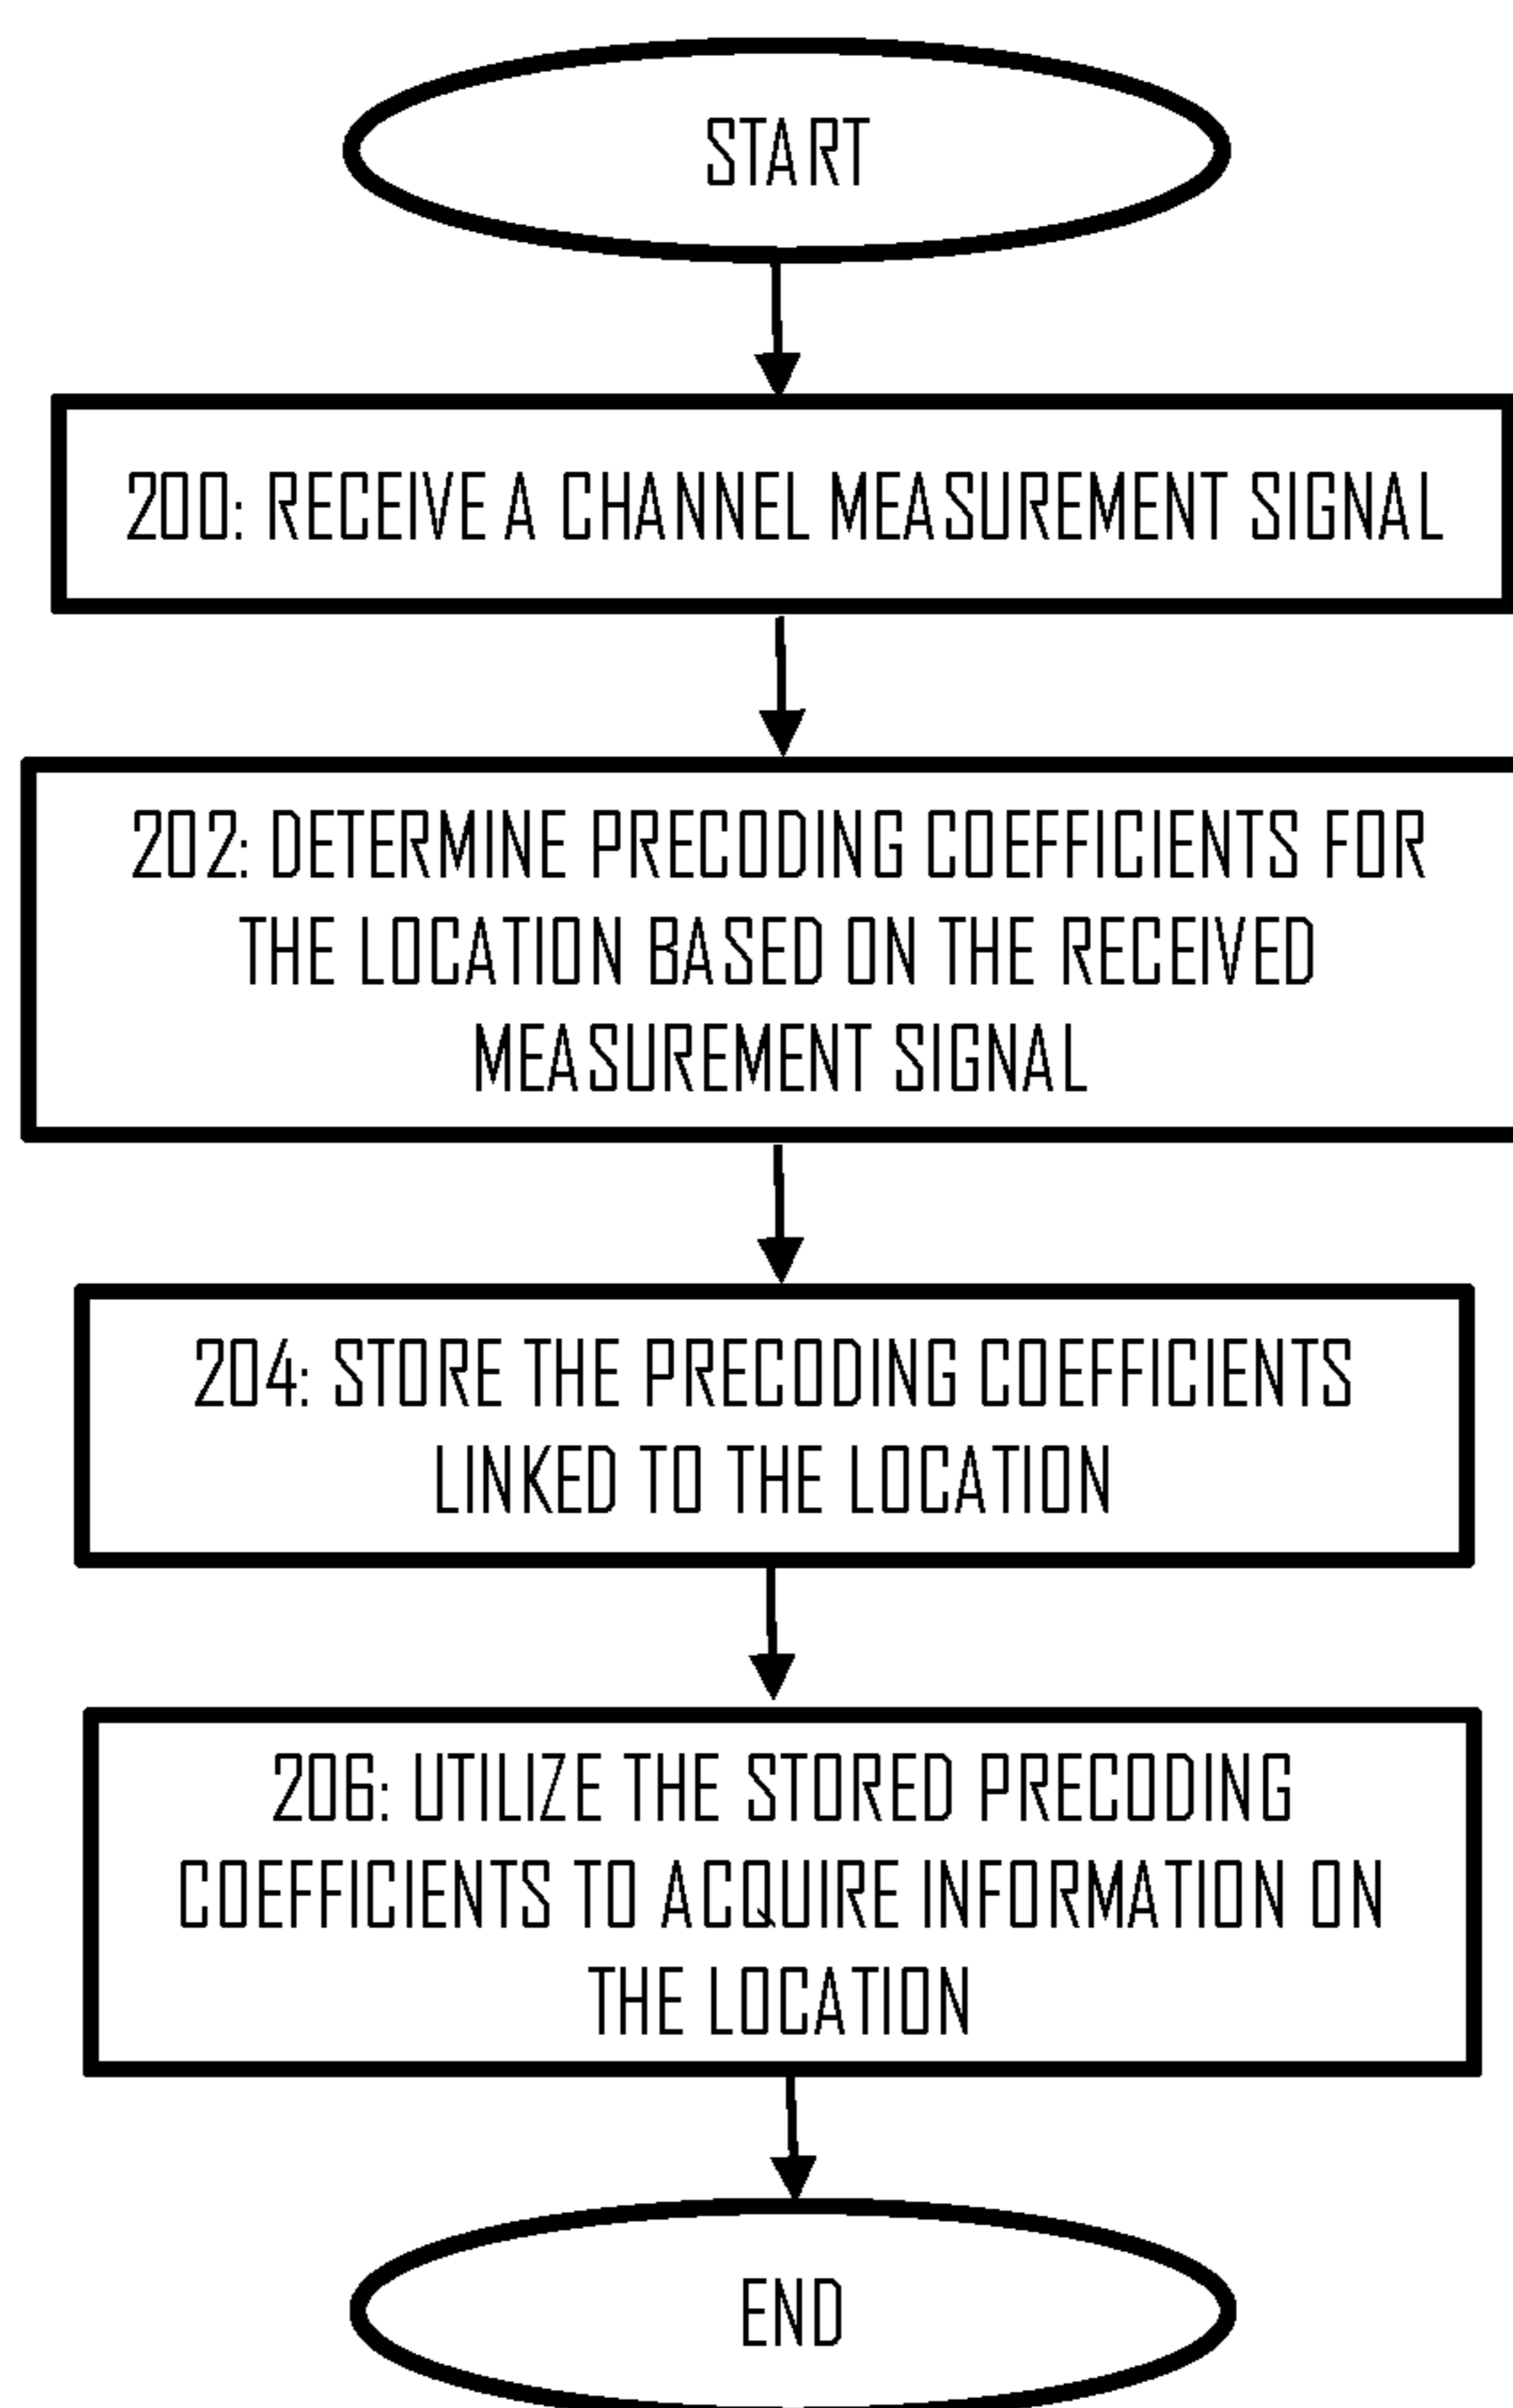 START
200: RECEIVE A CHANNEL MEASUREMENT SIGNAL
202: DETERMINE PRECODING COEFFICIENTS FOR
THE LOCATION BASED ON THE RECEIVED
MEASUREMENT SIGNAL
204: STORE THE PRECODING COEFFICIENTS
LINKED TO THE LOCATION
206: UTILIZE THE STORED PRECODING
COEFFICIENTS TO ACQUIRE INFORMATION ON
THE LOCATION
END